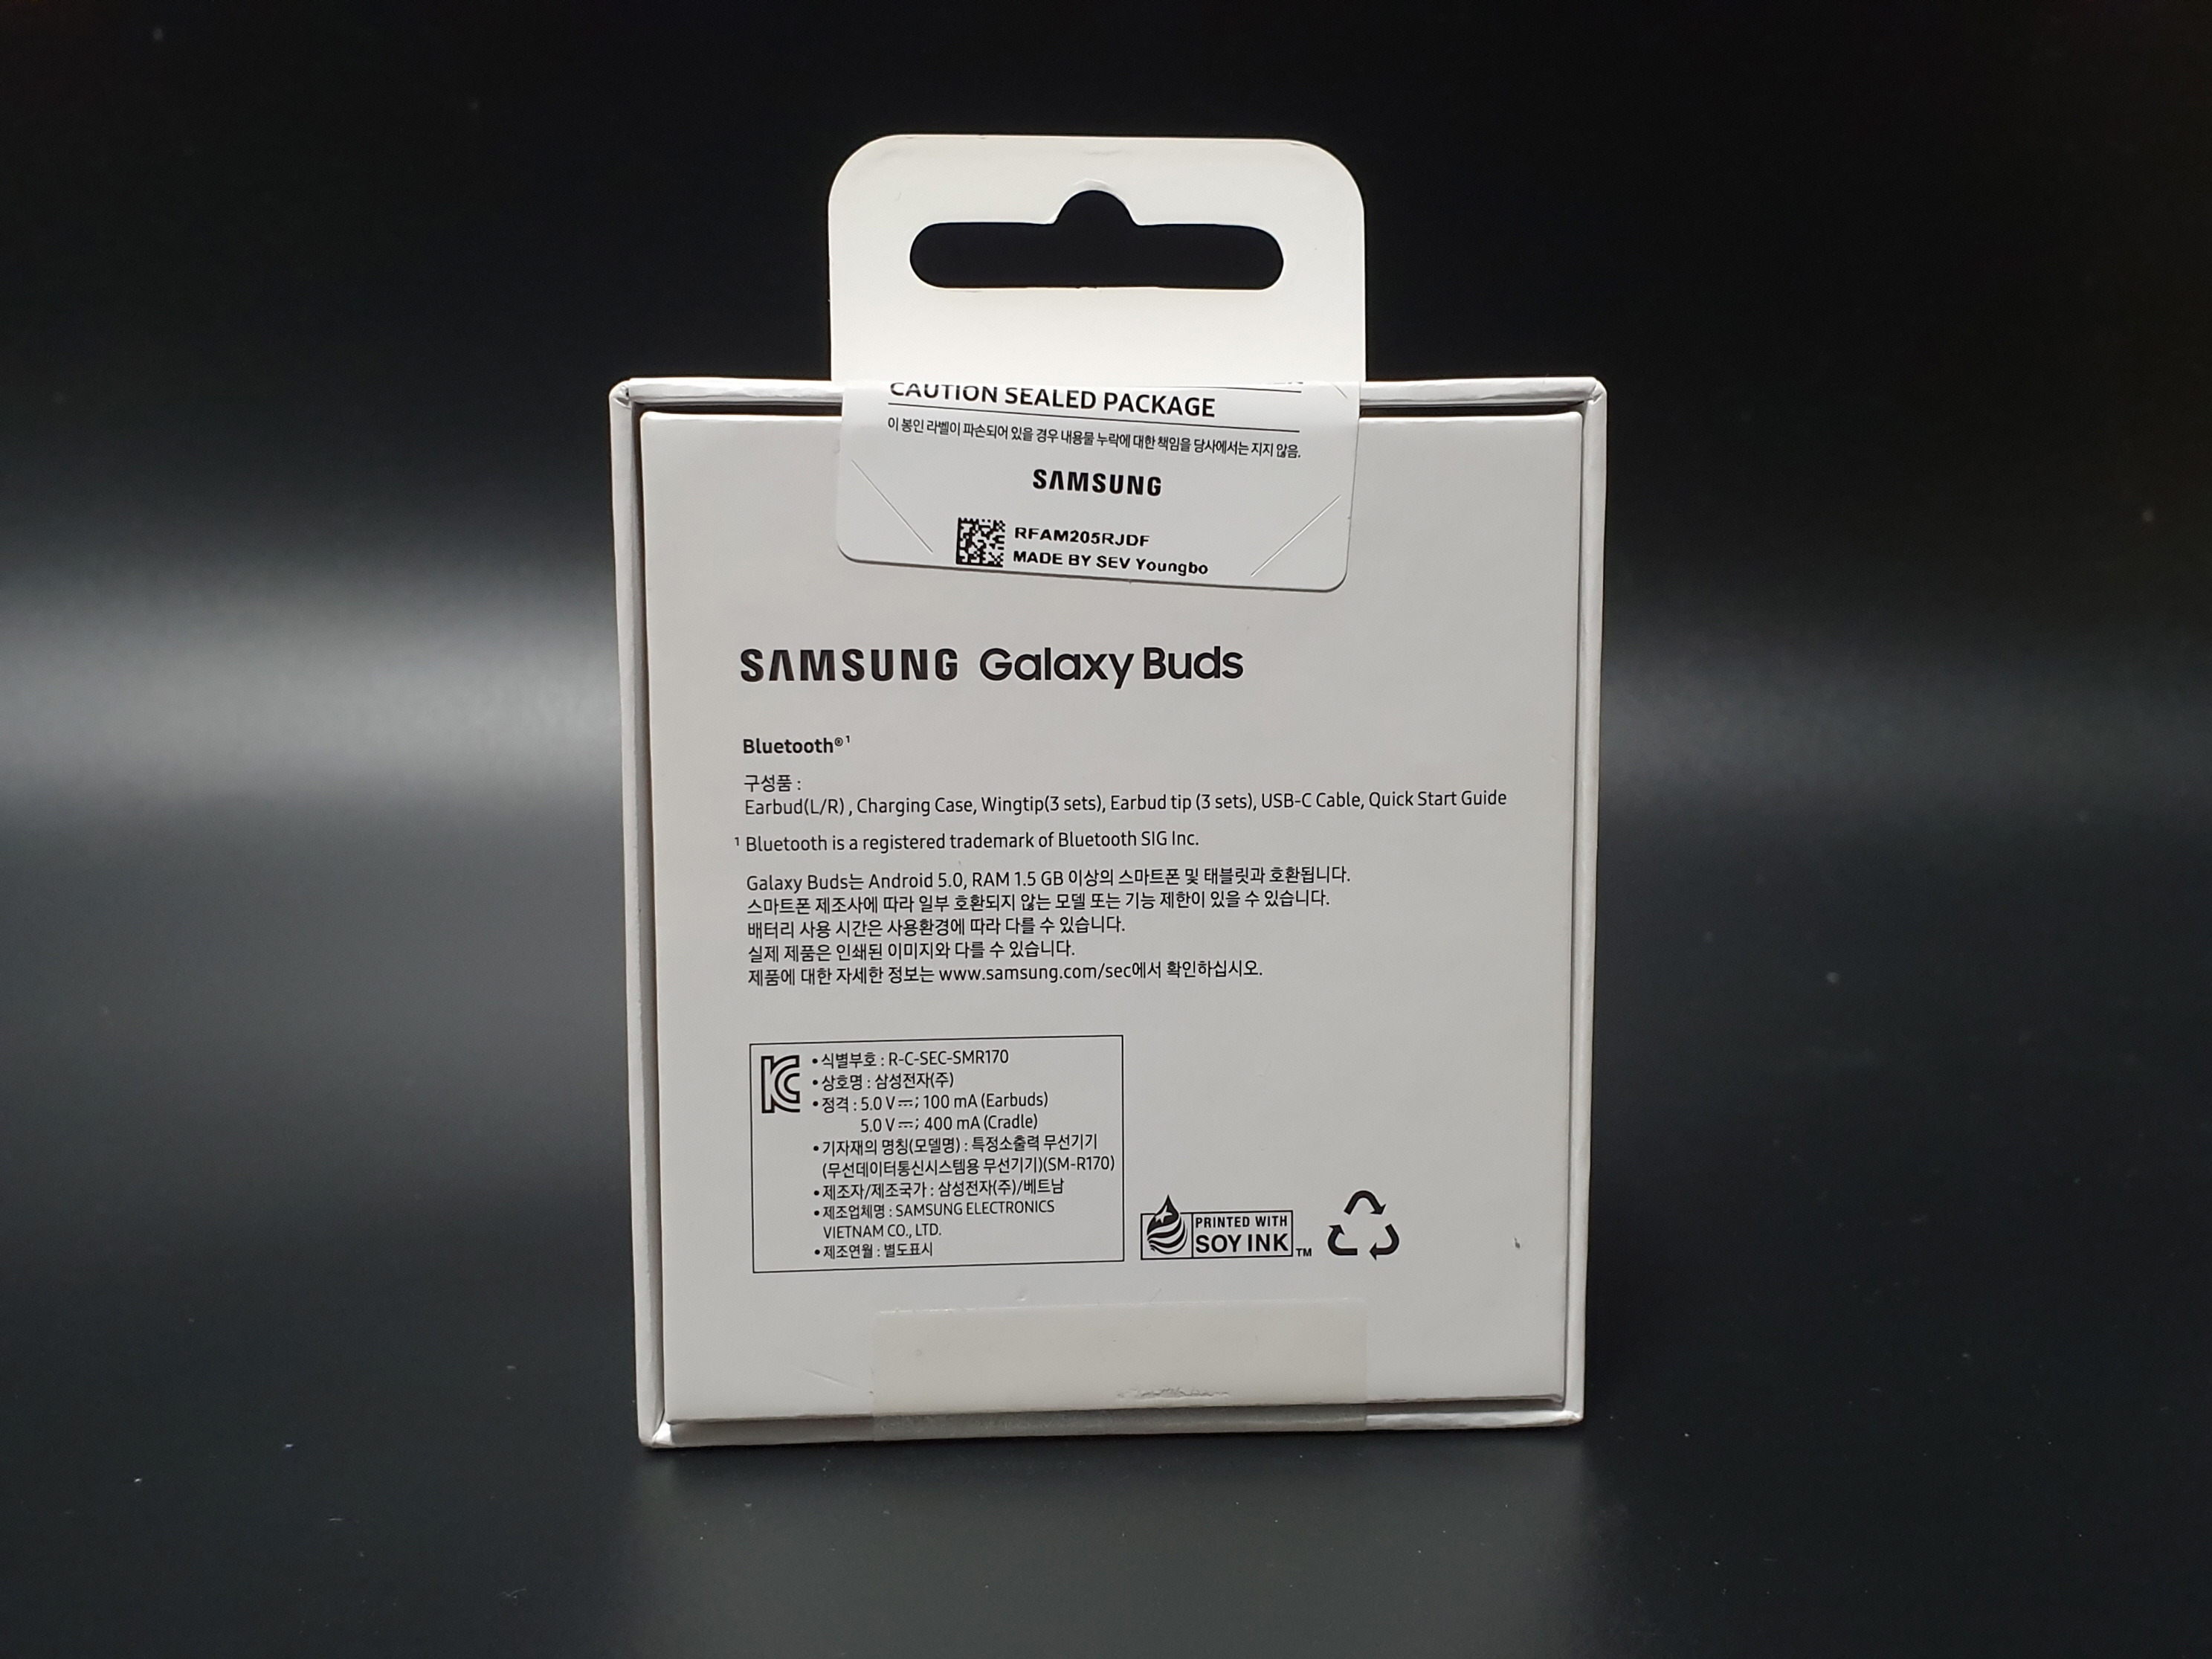 CAUTION SEALED PACKAGE
이 봉인 라벨이 파손되어 있을 경우 내용물 누락에 대한 책임을 당사에서는 지지 않음.
SAMSUNG
RFAM205RJDF
MADE BY SEV Youngbo
SAMSUNG Galaxy Buds
Bluetooth®¹
구성품 :
Earbud(L/R) , Charging Case, Wingtip(3 sets), Earbud tip (3 sets), USB-C Cable, Quick Start Guide
¹ Bluetooth is a registered trademark of Bluetooth SIG Inc.
Galaxy Buds는 Android 5.0, RAM 1.5 GB 이상의 스마트폰 및 태블릿과 호환됩니다.
스마트폰 제조사에 따라 일부 호환되지 않는 모델 또는 기능 제한이 있을 수 있습니다.
배터리 사용 시간은 사용환경에 따라 다를 수 있습니다.
실제 제품은 인쇄된 이미지와 다를 수 있습니다.
제품에 대한 자세한 정보는 www.samsung.com/sec에서 확인하십시오.
• 식별부호 : R-C-SEC-SMR170
• 상호명 : 삼성전자(주)
• 정격 : 5.0 V⎓; 100 mA (Earbuds)
5.0 V⎓; 400 mA (Cradle)
• 기자재의 명칭(모델명) : 특정소출력 무선기기
(무선데이터통신시스템용 무선기기)(SM-R170)
• 제조자/제조국가 : 삼성전자(주)/베트남
• 제조업체명 : SAMSUNG ELECTRONICS
VIETNAM CO., LTD.
• 제조연월 : 별도표시
PRINTED WITH
SOY INK™